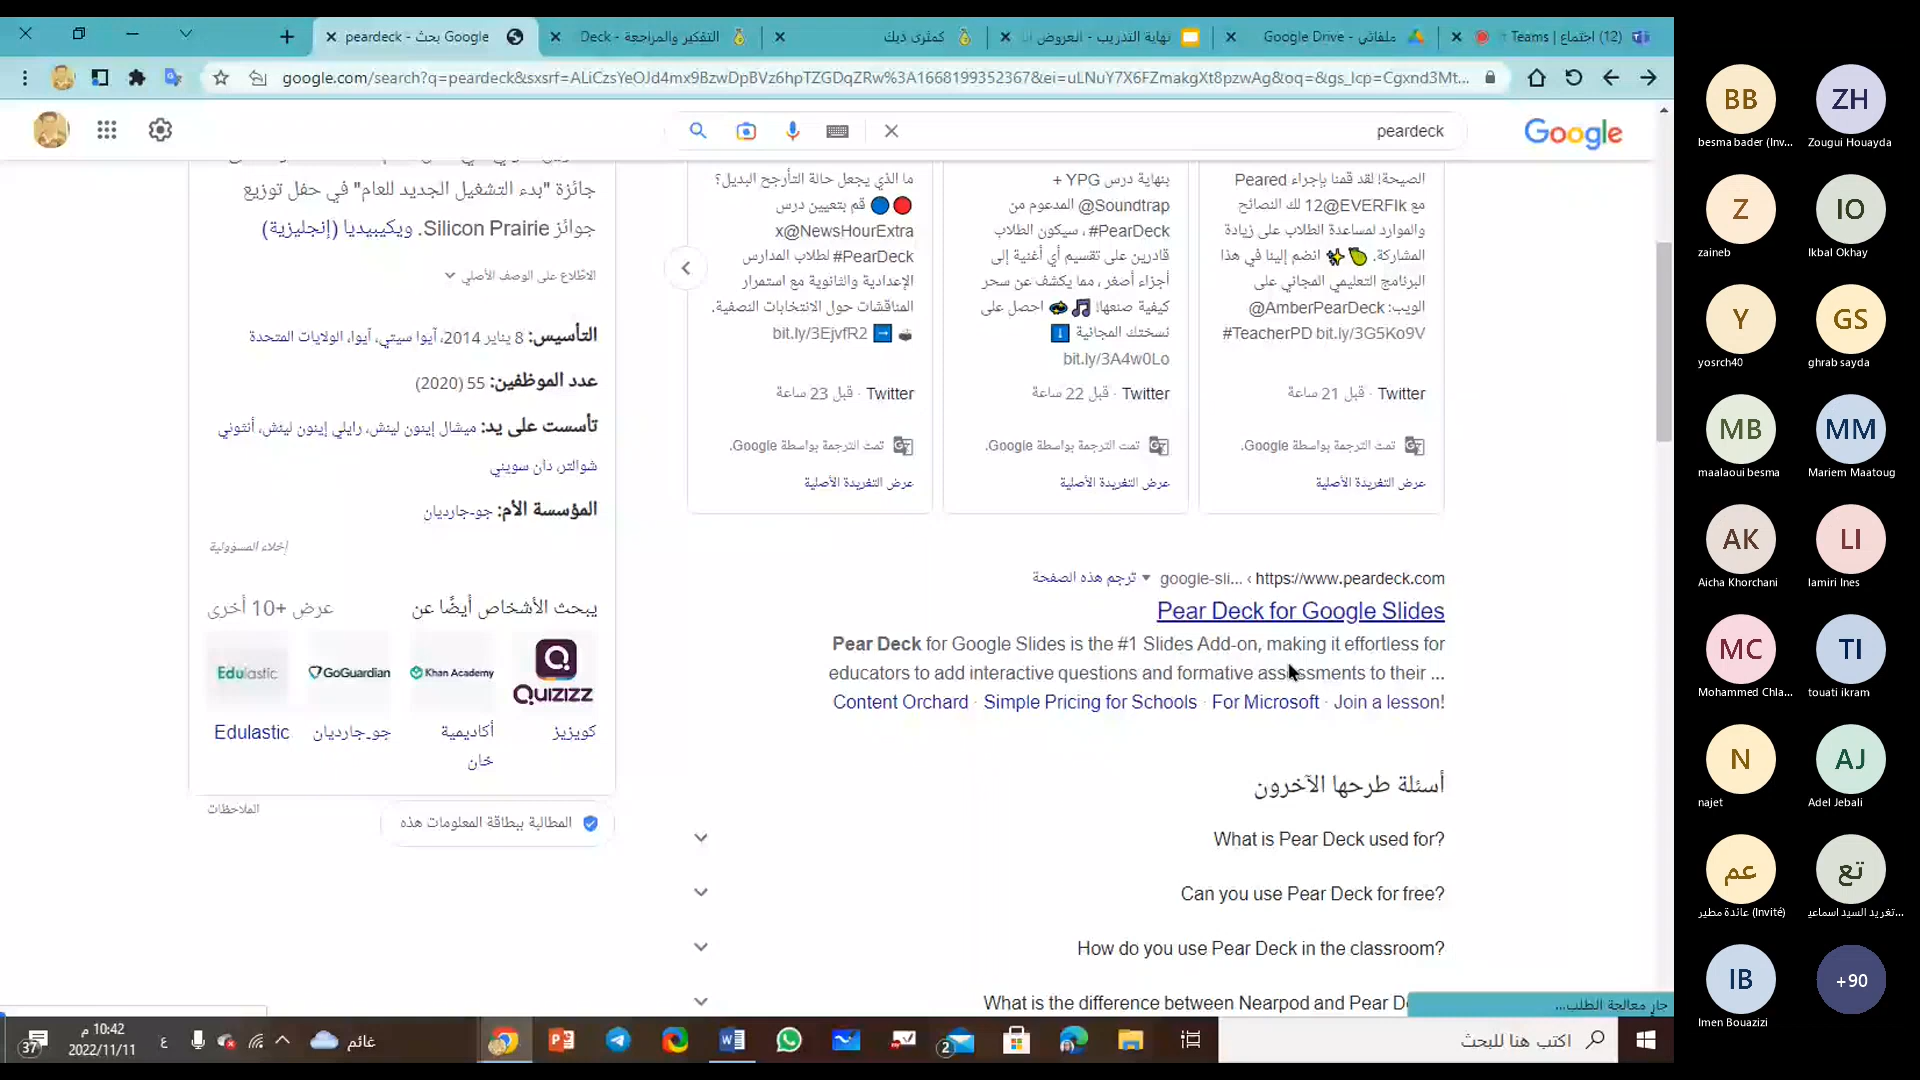 (12) اجتماع | Teams
ملفاتي - Google Drive
نهاية التدريب - العروض
كمثرى ديك
التفكير والمراجعة - Deck
peardeck - بحث Google
google.com/search?q=peardeck&sxsrf=ALiCzsYeOJd4mx9BzwDpBVz6hpTZGDqZRw%3A1668199352367&ei=uLNuY7X6FZmakgXt8pzwAg&oq=&gs_lcp=Cgxnd3Mt...
Google
peardeck
الصيحة! لقد قمنا بإجراء Peared
مع EVERFIk@12 لك النصائح
والموارد لمساعدة الطلاب على زيادة
المشاركة. انضم إلينا في هذا
البرنامج التعليمي المجاني على
الويب: AmberPearDeck@
#TeacherPD bit.ly/3G5Ko9V
Twitter · قبل 21 ساعة
تمت الترجمة بواسطة Google.
عرض التغريدة الأصلية
بنهاية درس YPG +
Soundtrap@ المدعوم من
PearDeck# ، سيكون الطلاب
قادرين على تقسيم أي أغنية إلى
أجزاء أصغر ، مما يكشف عن سحر
كيفية صنعها! احصل على
نسختك المجانية
bit.ly/3A4w0Lo
Twitter · قبل 22 ساعة
تمت الترجمة بواسطة Google.
عرض التغريدة الأصلية
ما الذي يجعل حالة التأرجح البديل؟
قم بتعيين درس
x@NewsHourExtra
PearDeck# لطلاب المدارس
الإعدادية والثانوية مع استمرار
المناقشات حول الانتخابات النصفية.
bit.ly/3EjvfR2
Twitter · قبل 23 ساعة
تمت الترجمة بواسطة Google.
عرض التغريدة الأصلية
https://www.peardeck.com › google-sli... ترجم هذه الصفحة
Pear Deck for Google Slides
Pear Deck for Google Slides is the #1 Slides Add-on, making it effortless for
educators to add interactive questions and formative assessments to their ...
Content Orchard · Simple Pricing for Schools · For Microsoft · Join a lesson!
أسئلة طرحها الآخرون
What is Pear Deck used for?
Can you use Pear Deck for free?
How do you use Pear Deck in the classroom?
What is the difference between Nearpod and Pear D
جائزة "بدء التشغيل الجديد للعام" في حفل توزيع
جوائز Silicon Prairie. ويكيبيديا (إنجليزية)
الاطّلاع على الوصف الأصلي
التأسيس: 8 يناير 2014، آيوا سيتي، آيوا، الولايات المتحدة
عدد الموظفين: 55 (2020)
تأسست على يد: ميشال إينون لينش، رايلي إينون لينش، أنثوني
شوالتر، دان سويني
المؤسسة الأم: جو-جارديان
إخلاء المسؤولية
يبحث الأشخاص أيضًا عن
عرض +10 أخرى
QUIZIZZ
Khan Academy
GoGuardian
Edulastic
كويزيز
أكاديمية
خان
جو-جارديان
Edulastic
المطالبة ببطاقة المعلومات هذه
الملاحظات
جارٍ معالجة الطلب...
اكتب هنا للبحث
2
غائم
ع
10:42 م
2022/11/11
37
BB
besma bader (Inv...
ZH
Zougui Houayda
Z
zaineb
IO
Ikbal Okhay
Y
yosrch40
GS
ghrab sayda
MB
maalaoui besma
MM
Mariem Maatoug
AK
Aicha Khorchani
LI
lamiri Ines
MC
Mohammed Chla...
TI
touati ikram
N
najet
AJ
Adel Jebali
عم
عائدة مطير (Invité)
تع
تغريد السيد اسماعي...
IB
Imen Bouazizi
+90